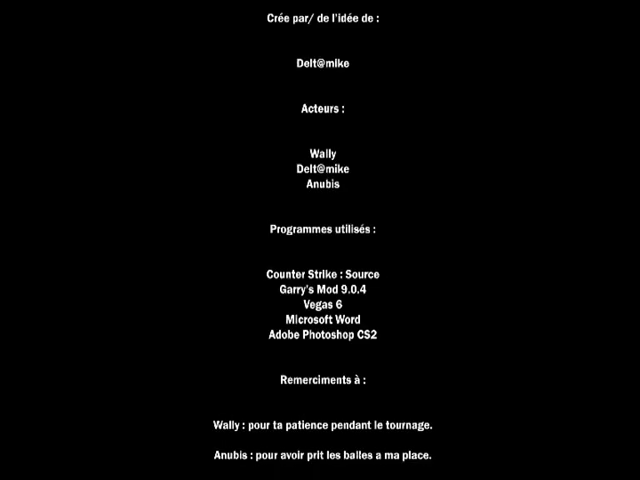 Crée par/ de l'idée de :
Delt@mike
Acteurs :
Wally
Delt@mike
Anubis
Programmes utilisés :
Counter Strike : Source
Garry's Mod 9.0.4
Vegas 6
Microsoft Word
Adobe Photoshop CS2
Remerciments à :
Wally : pour ta patience pendant le tournage.
Anubis : pour avoir prit les balles a ma place.